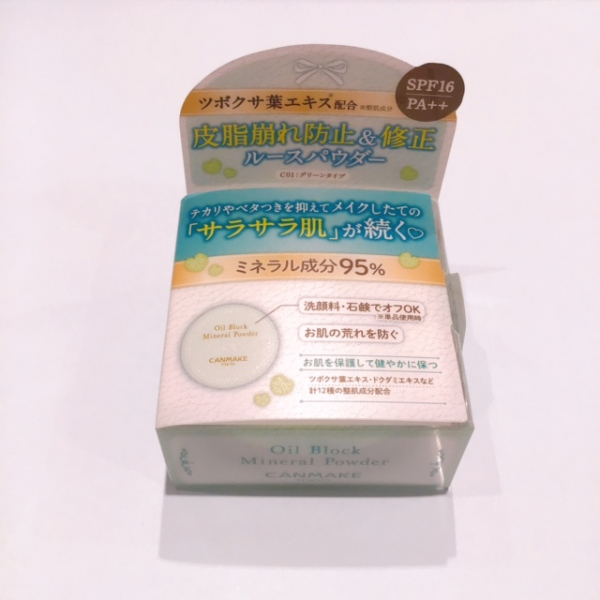 SPF16
PA++
ツボクサ葉エキス配合 ※整肌成分
皮脂崩れ防止&修正
ルースパウダー
C01:グリーンタイプ
テカリやベタつきを抑えてメイクしたての
「サラサラ肌」が続く♡
ミネラル成分95%
洗顔料・石鹸でオフOK
※単品使用時
お肌の荒れを防ぐ
Oil Block
Mineral Powder
CANMAKE
お肌を保護して健やかに保つ
ツボクサ葉エキス・ドクダミエキスなど
計12種の整肌成分配合
Oil Block
Mineral Powder
CANMAKE